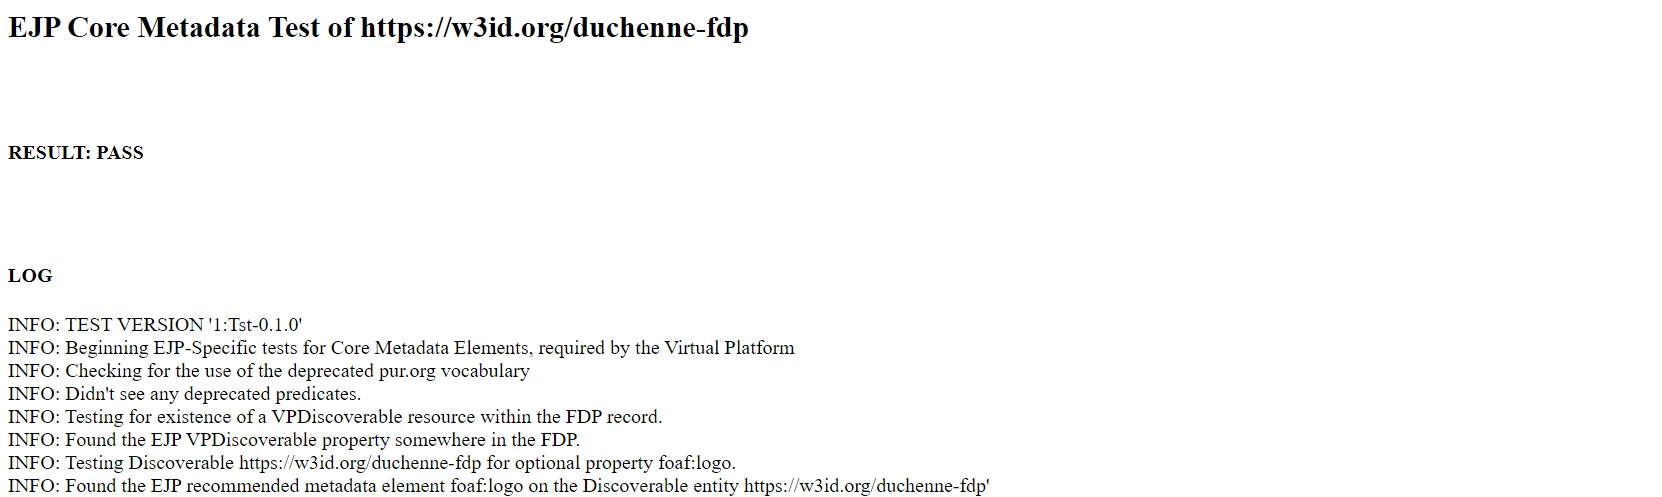 EJP Core Metadata Test of https://w3id.org/duchenne-fdp
RESULT: PASS
LOG
INFO: TEST VERSION '1:Tst-0.1.0'
INFO: Beginning EJP-Specific tests for Core Metadata Elements, required by the Virtual Platform
INFO: Checking for the use of the deprecated pur.org vocabulary
INFO: Didn't see any deprecated predicates.
INFO: Testing for existence of a VPDiscoverable resource within the FDP record.
INFO: Found the EJP VPDiscoverable property somewhere in the FDP.
INFO: Testing Discoverable https://w3id.org/duchenne-fdp for optional property foaf:logo.
INFO: Found the EJP recommended metadata element foaf:logo on the Discoverable entity https://w3id.org/duchenne-fdp'